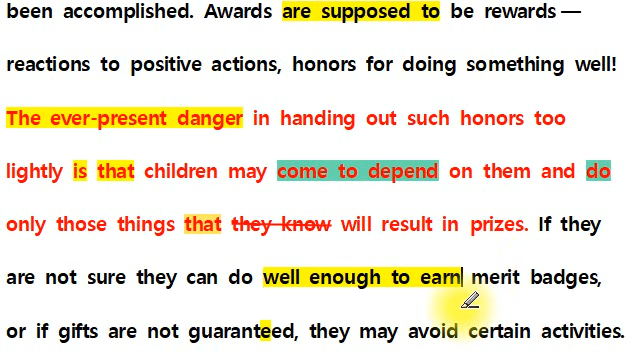 been accomplished. Awards are supposed to be rewards —
reactions to positive actions, honors for doing something well!
The ever-present danger in handing out such honors too
lightly is that children may come to depend on them and do
only those things that they know will result in prizes. If they
are not sure they can do well enough to earn merit badges,
or if gifts are not guaranteed, they may avoid certain activities.